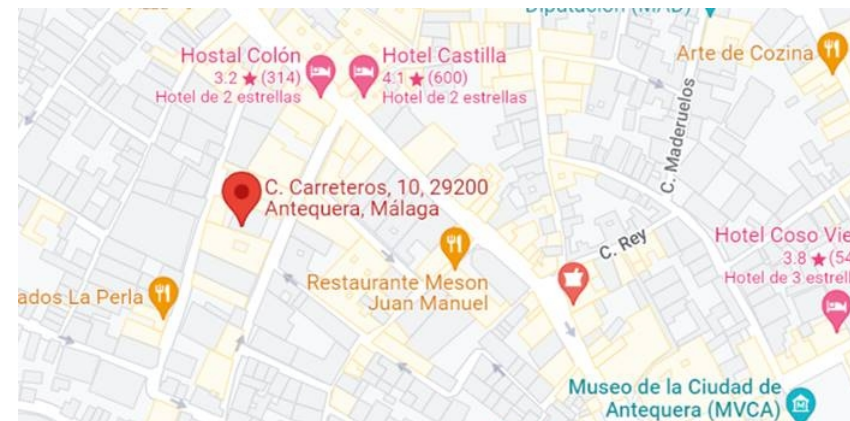 Diputación (MAD)
Hostal Colón
3.2 ★ (314)
Hotel de 2 estrellas
Hotel Castilla
4.1 ★ (600)
Hotel de 2 estrellas
Arte de Cozina
C. Maderuelos
C. Carreteros, 10, 29200
Antequera, Málaga
C. Rey
Hotel Coso Vie
3.8 ★ (54
Hotel de 3 estrell
Restaurante Meson
Juan Manuel
ados La Perla
Museo de la Ciudad de
Antequera (MVCA)